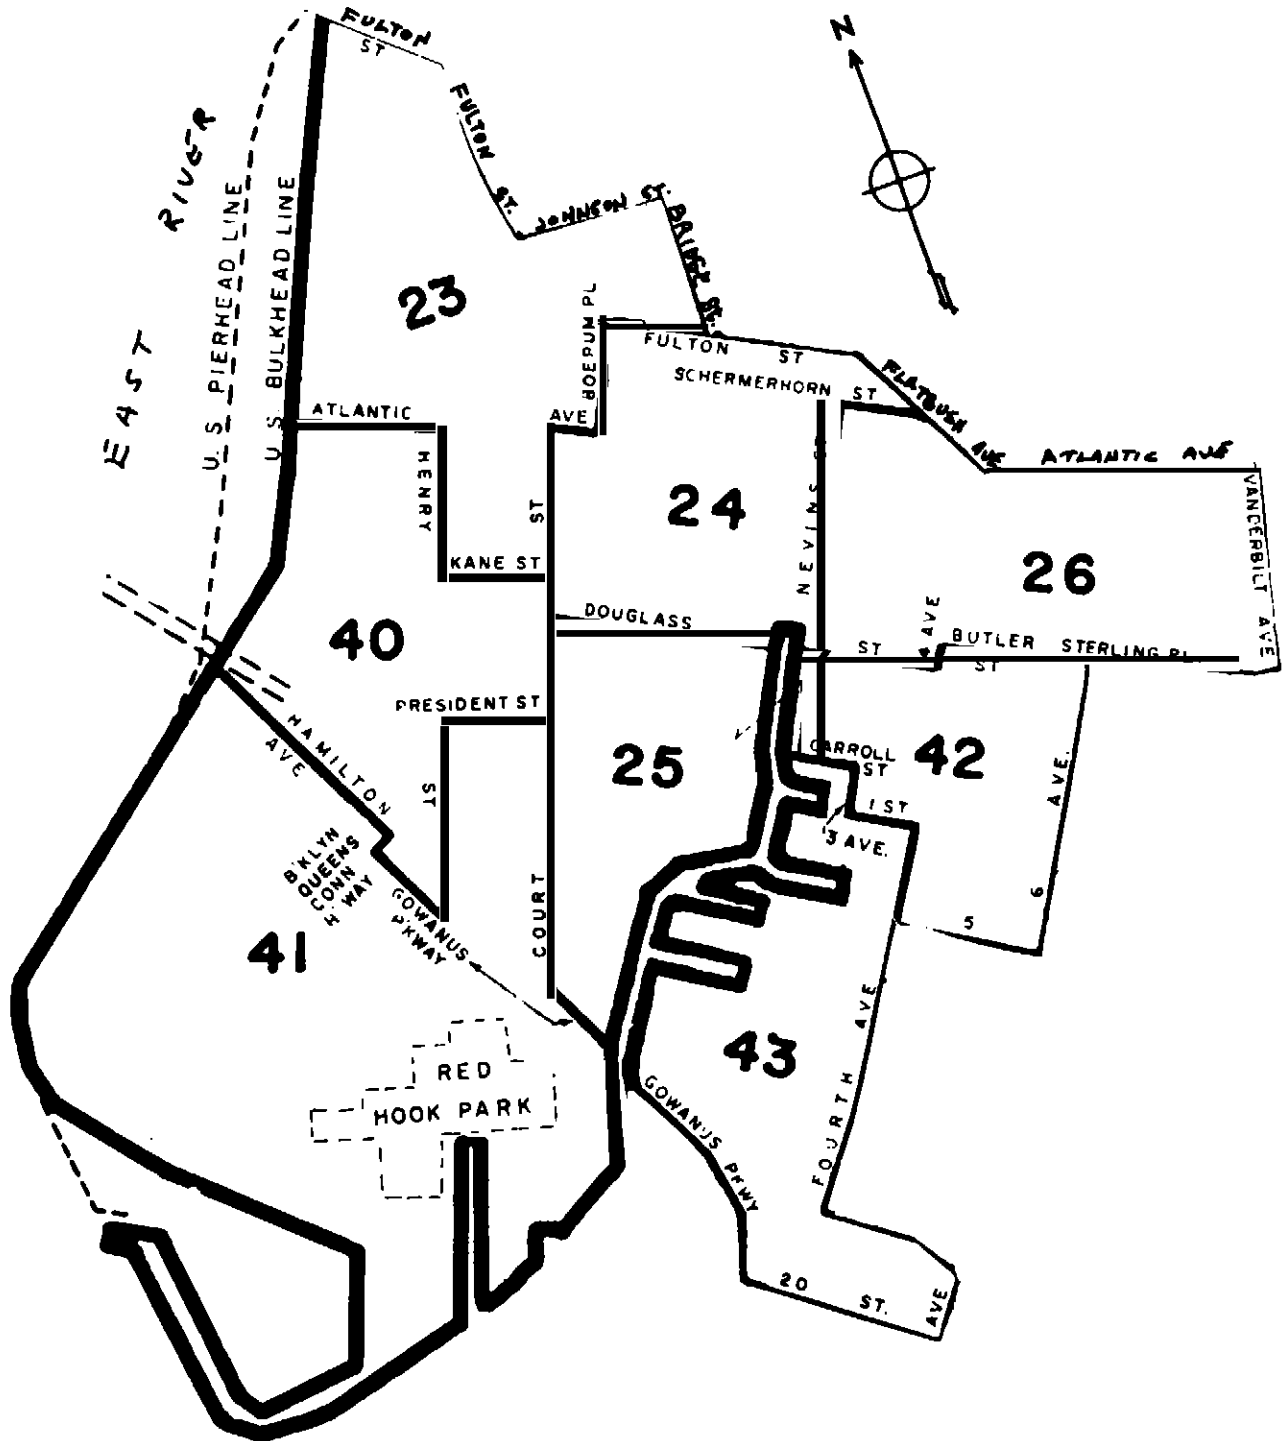 FULTON
ST
N
FULTON
ST.
JOHNSON ST.
BRIDGE ST.
EAST RIVER
U.S. PIERHEAD LINE
U.S. BULKHEAD LINE
23
BOERUM PL
FULTON ST
SCHERMERHORN ST
FLATBUSH AVE
ATLANTIC AVE
ATLANTIC
AVE
HENRY
ST
24
NEVINS ST
26
VANDERBILT AVE
KANE ST
40
DOUGLASS
ST
4 AVE
BUTLER
ST
STERLING PL
PRESIDENT ST
HAMILTON
AVE
ST
25
CARROLL
ST
42
1 ST
3 AVE.
6 AVE.
5
B'KLYN
QUEENS
CONN
H'WAY
GOWANUS
PKWAY
COURT
41
43
FOURTH AVE
RED
HOOK PARK
GOWANUS PKWY
20 ST.
AVE